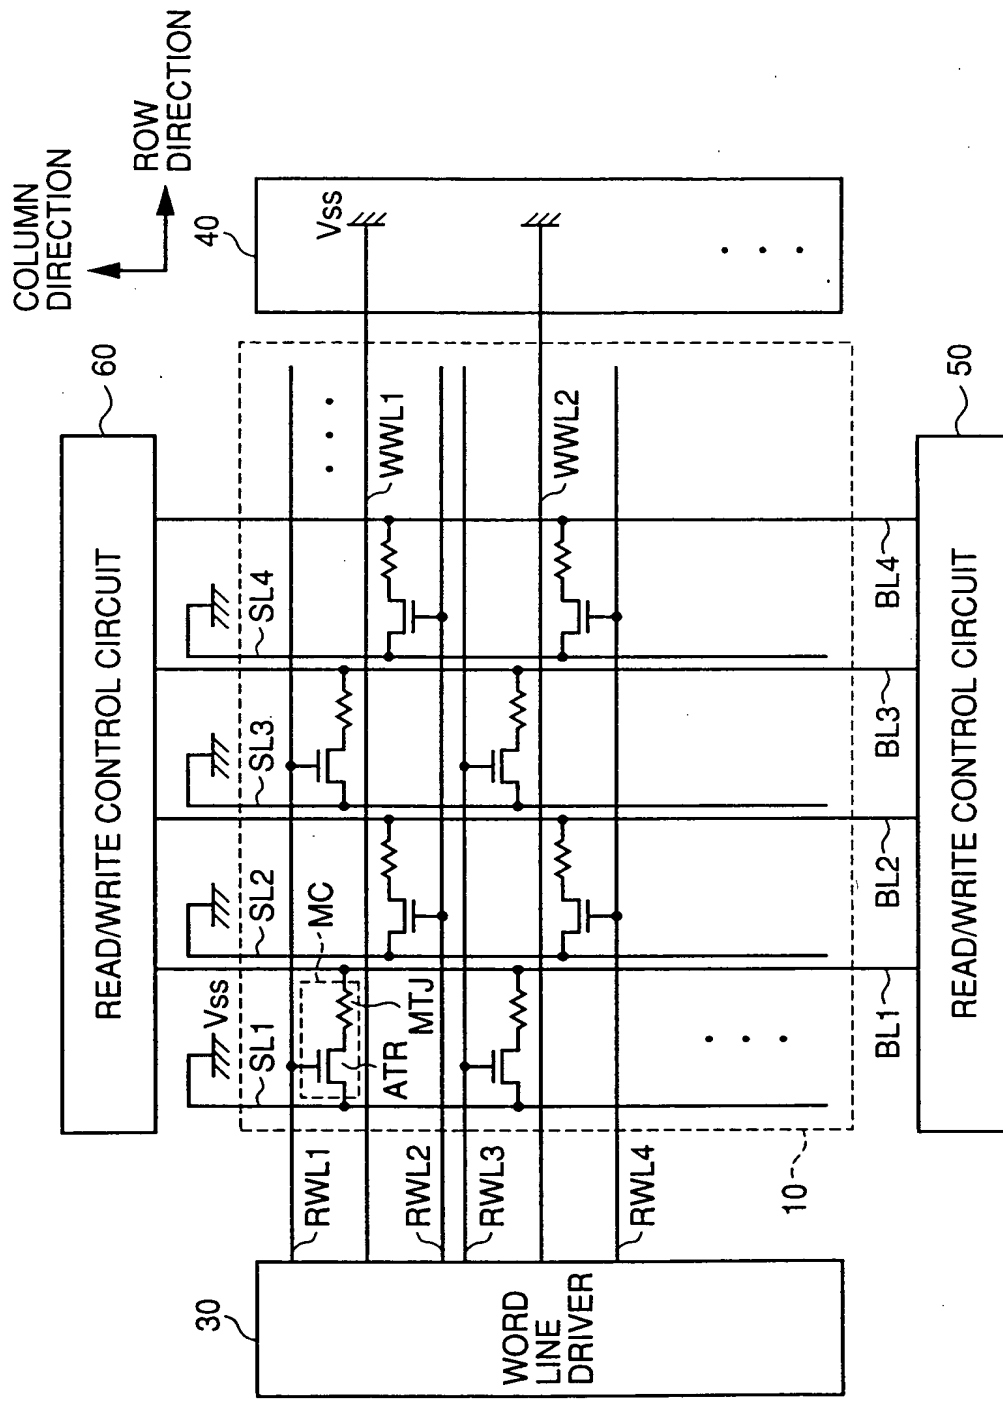 COLUMN
DIRECTION
ROW
DIRECTION
60
READ/WRITE CONTROL CIRCUIT
40
Vss
Vss
SL1
SL2
SL3
SL4
MC
ATR
MTJ
30
WORD
LINE
DRIVER
RWL1
WWL1
RWL2
RWL3
WWL2
RWL4
10
BL1
BL2
BL3
BL4
50
READ/WRITE CONTROL CIRCUIT